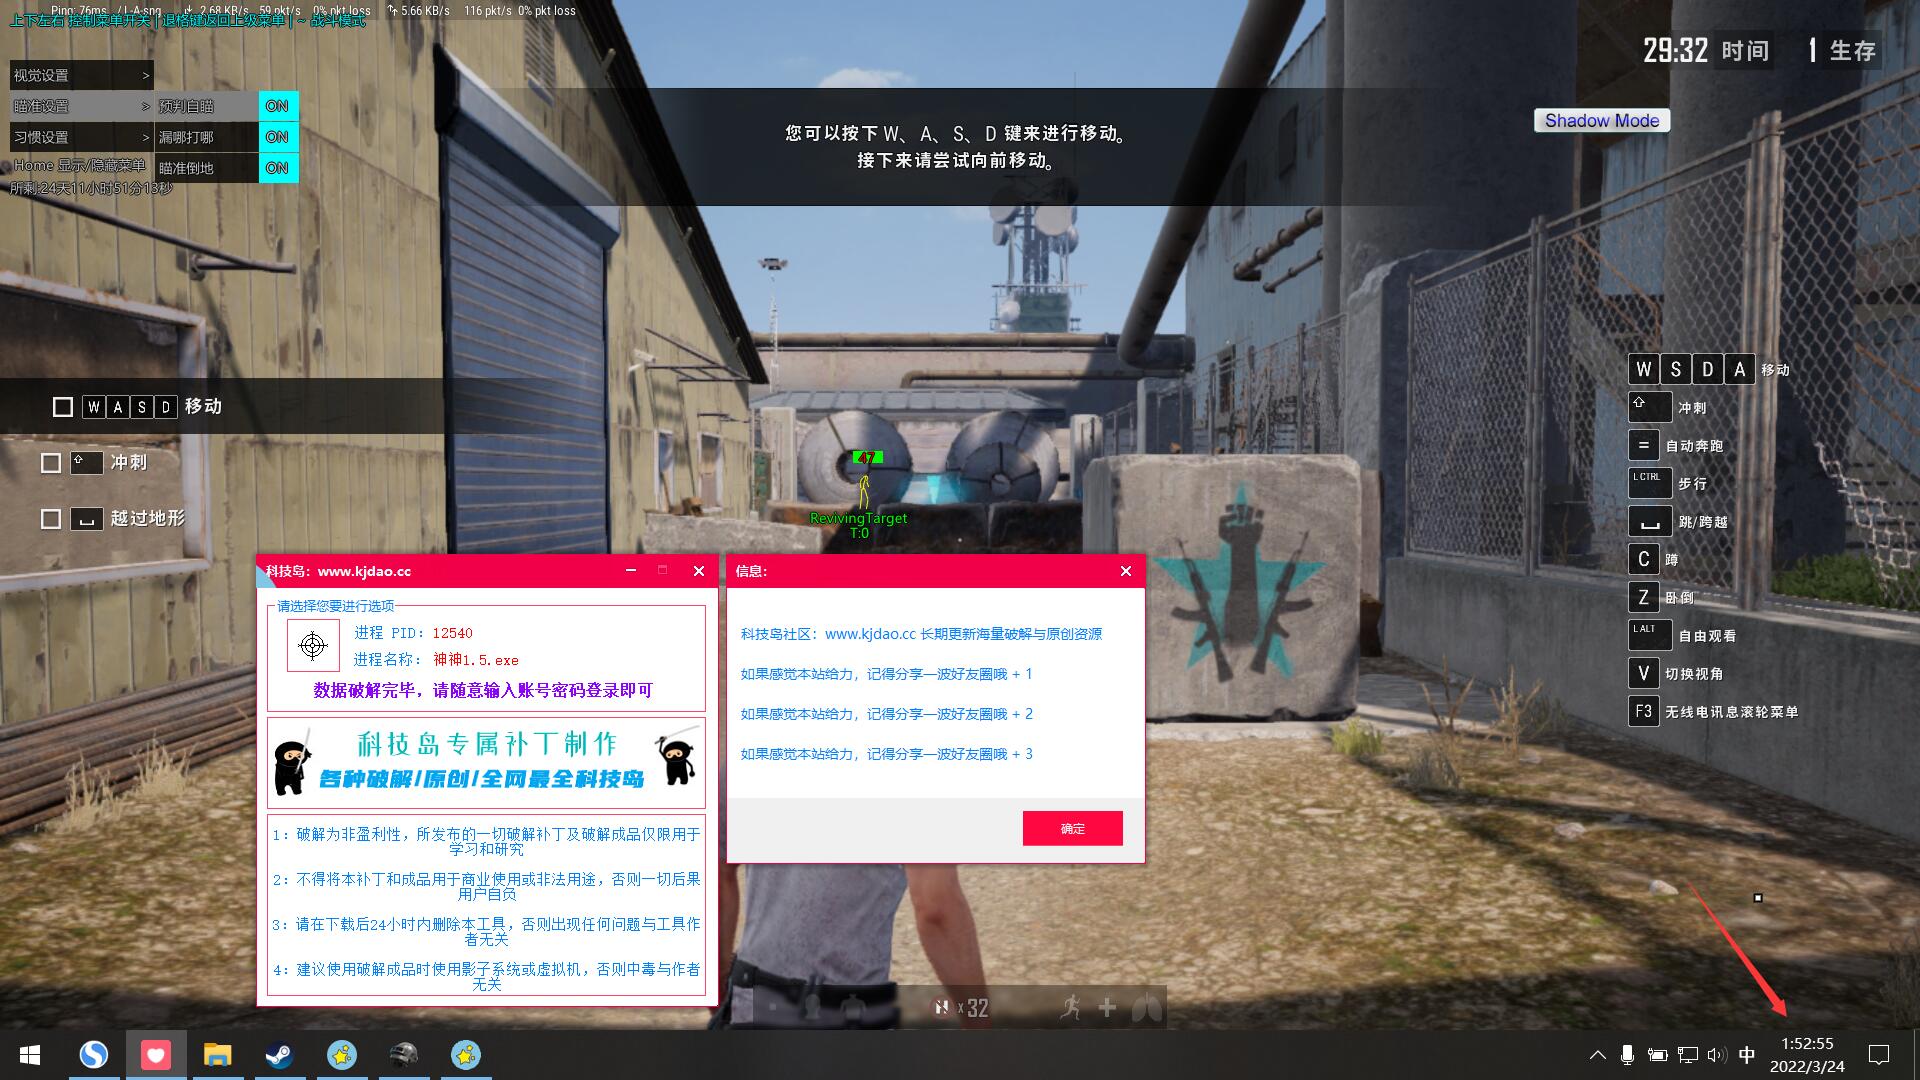 Ping: 76ms / L-A-sng ↓ 2.68 KB/s 59 pkt/s 0% pkt loss ↑ 5.66 KB/s 116 pkt/s 0% pkt loss
上下左右 控制菜单开关 | 退格键返回上级菜单 | ~ 战斗模式
29:32 时间 1 生存
视觉设置 >
瞄准设置 > 预判自瞄 ON
习惯设置 > 漏哪打哪 ON
Home 显示/隐藏菜单 瞄准倒地 ON
所剩:24天11小时51分13秒
Shadow Mode
您可以按下 W、A、S、D 键来进行移动。
接下来请尝试向前移动。
W A S D 移动
冲刺
越过地形
47
RevivingTarget
T:0
W S D A 移动
冲刺
= 自动奔跑
L CTRL 步行
跳/跨越
C 蹲
Z 卧倒
L ALT 自由观看
V 切换视角
F3 无线电讯息滚轮菜单
科技岛：www.kjdao.cc
请选择您要进行选项
进程 PID：12540
进程名称：神神1.5.exe
数据破解完毕，请随意输入账号密码登录即可
科技岛专属补丁制作
各种破解/原创/全网最全科技岛
1：破解为非盈利性，所发布的一切破解补丁及破解成品仅限用于
学习和研究
2：不得将本补丁和成品用于商业使用或非法用途，否则一切后果
用户自负
3：请在下载后24小时内删除本工具，否则出现任何问题与工具作
者无关
4：建议使用破解成品时使用影子系统或虚拟机，否则中毒与作者
无关
信息：
科技岛社区：www.kjdao.cc 长期更新海量破解与原创资源
如果感觉本站给力，记得分享一波好友圈哦 + 1
如果感觉本站给力，记得分享一波好友圈哦 + 2
如果感觉本站给力，记得分享一波好友圈哦 + 3
确定
x 32
中
1:52:55
2022/3/24